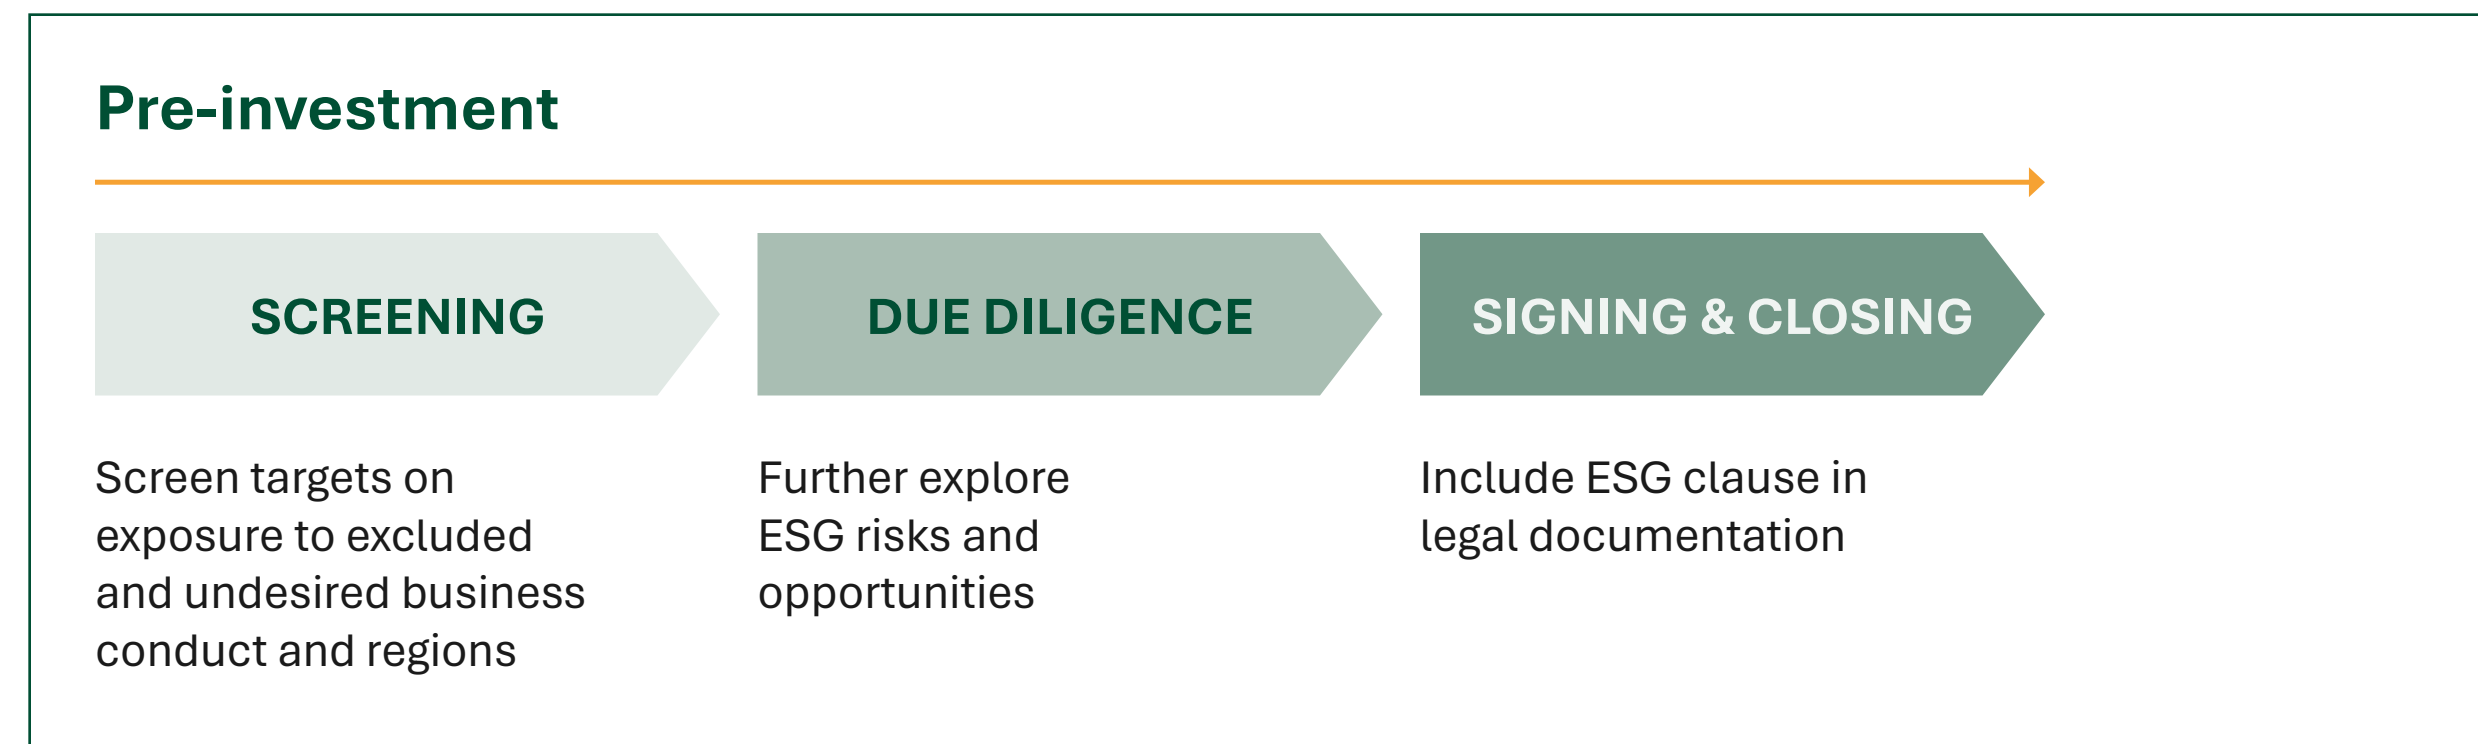 Pre-investment
SCREENING
DUE DILIGENCE
SIGNING & CLOSING
Screen targets on
exposure to excluded
and undesired business
conduct and regions
Further explore
ESG risks and
opportunities
Include ESG clause in
legal documentation